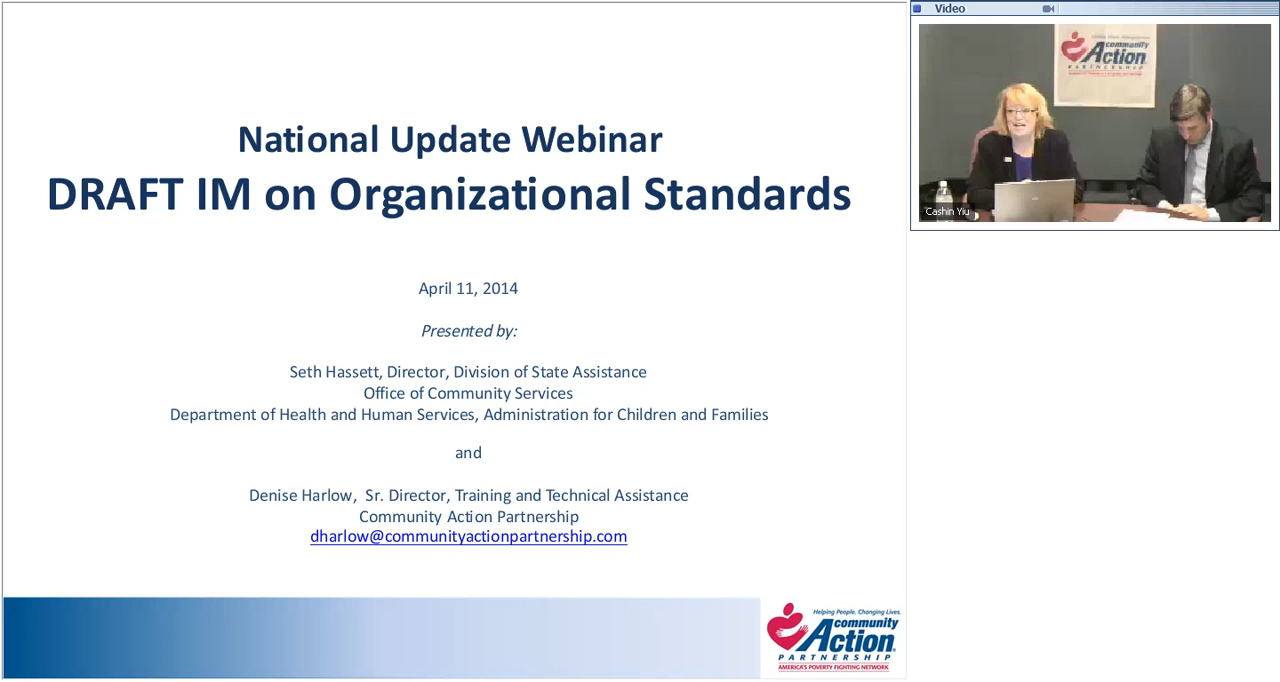 National Update Webinar
DRAFT IM on Organizational Standards
April 11, 2014
Presented by:
Seth Hassett, Director, Division of State Assistance
Office of Community Services
Department of Health and Human Services, Administration for Children and Families
and
Denise Harlow,  Sr. Director, Training and Technical Assistance
Community Action Partnership
dharlow@communityactionpartnership.com
Helping People. Changing Lives.
community
Action
PARTNERSHIP
AMERICA'S POVERTY FIGHTING NETWORK
Video
community
Action
PARTNERSHIP
Cashin Yiu